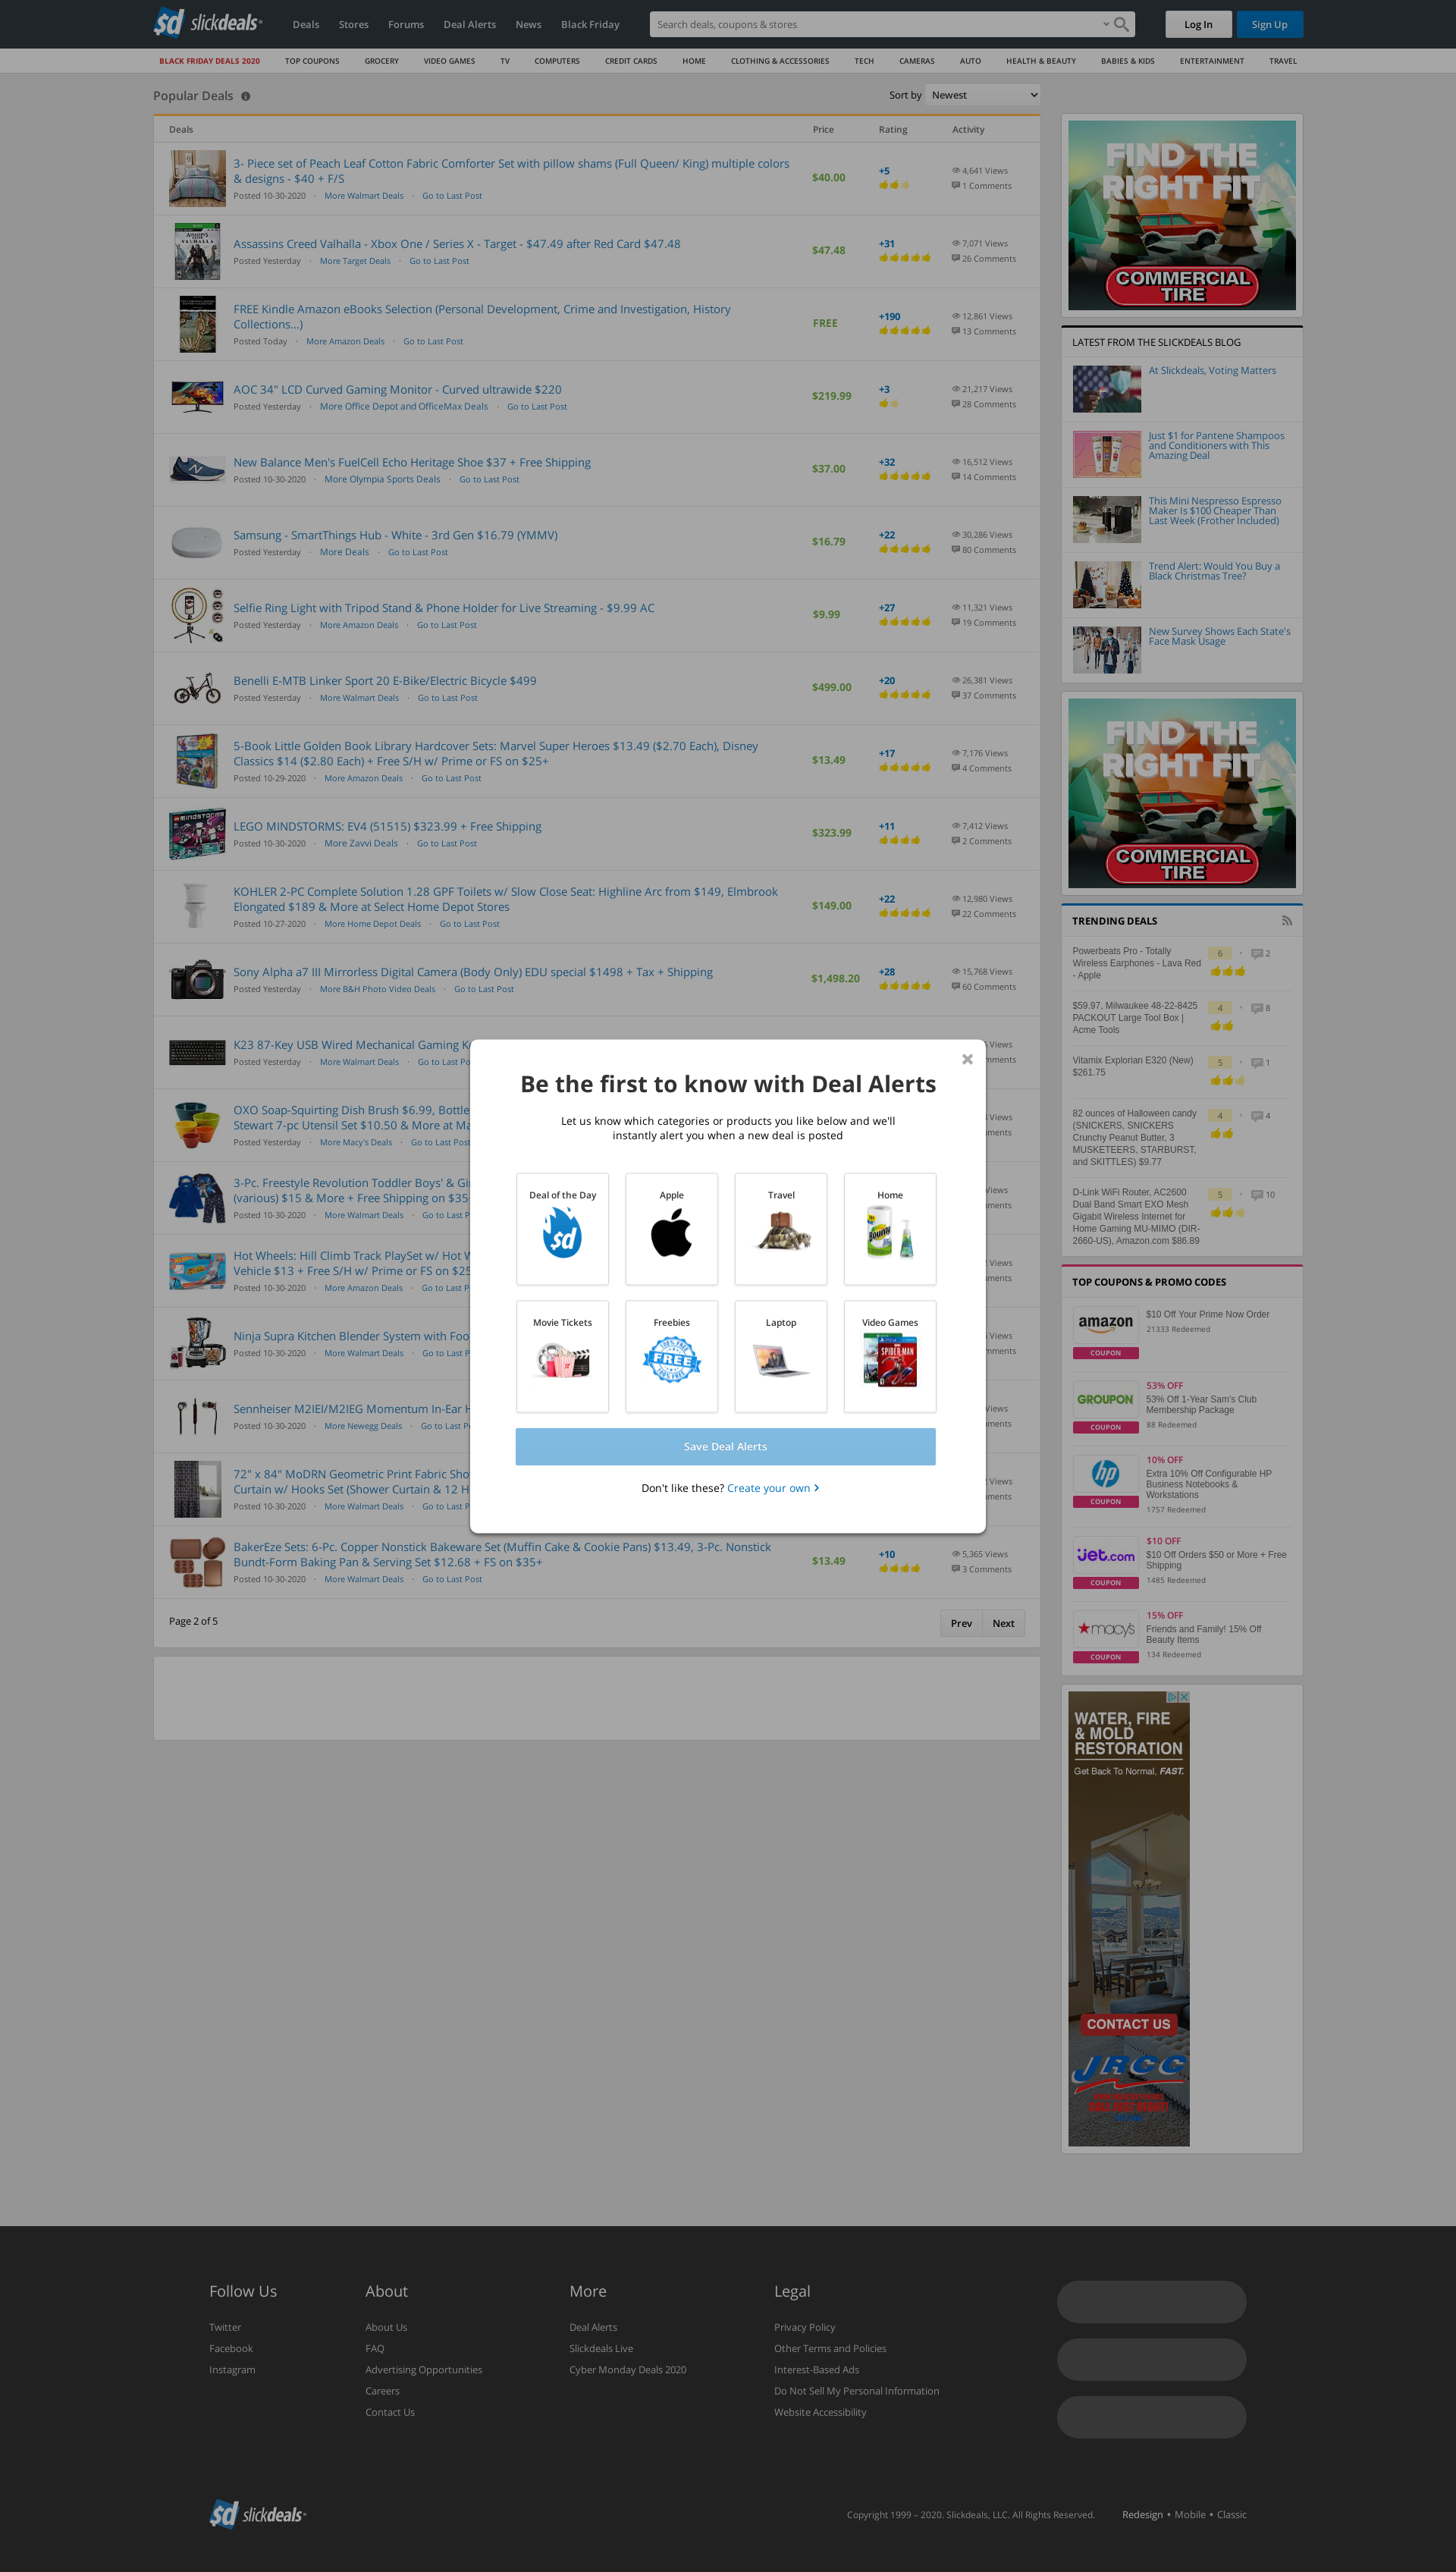 sd slickdeals
Deals Stores Forums Deal Alerts News Black Friday
Search deals, coupons & stores
Log In Sign Up
BLACK FRIDAY DEALS 2020 TOP COUPONS GROCERY VIDEO GAMES TV COMPUTERS CREDIT CARDS HOME CLOTHING & ACCESSORIES TECH CAMERAS AUTO HEALTH & BEAUTY BABIES & KIDS ENTERTAINMENT TRAVEL
Popular Deals
Sort by Newest
Deals Price Rating Activity
3- Piece set of Peach Leaf Cotton Fabric Comforter Set with pillow shams (Full Queen/ King) multiple colors
& designs - $40 + F/S
Posted 10-30-2020 · More Walmart Deals · Go to Last Post
$40.00 +5 4,641 Views
1 Comments
Assassins Creed Valhalla - Xbox One / Series X - Target - $47.49 after Red Card $47.48
Posted Yesterday · More Target Deals · Go to Last Post
$47.48 +31 7,071 Views
26 Comments
FREE Kindle Amazon eBooks Selection (Personal Development, Crime and Investigation, History
Collections...)
Posted Today · More Amazon Deals · Go to Last Post
FREE +190 12,861 Views
13 Comments
AOC 34" LCD Curved Gaming Monitor - Curved ultrawide $220
Posted Yesterday · More Office Depot and OfficeMax Deals · Go to Last Post
$219.99 +3 21,217 Views
28 Comments
New Balance Men's FuelCell Echo Heritage Shoe $37 + Free Shipping
Posted 10-30-2020 · More Olympia Sports Deals · Go to Last Post
$37.00 +32 16,512 Views
14 Comments
Samsung - SmartThings Hub - White - 3rd Gen $16.79 (YMMV)
Posted Yesterday · More Deals · Go to Last Post
$16.79 +22 30,286 Views
80 Comments
Selfie Ring Light with Tripod Stand & Phone Holder for Live Streaming - $9.99 AC
Posted Yesterday · More Amazon Deals · Go to Last Post
$9.99 +27 11,321 Views
19 Comments
Benelli E-MTB Linker Sport 20 E-Bike/Electric Bicycle $499
Posted Yesterday · More Walmart Deals · Go to Last Post
$499.00 +20 26,381 Views
37 Comments
5-Book Little Golden Book Library Hardcover Sets: Marvel Super Heroes $13.49 ($2.70 Each), Disney
Classics $14 ($2.80 Each) + Free S/H w/ Prime or FS on $25+
Posted 10-29-2020 · More Amazon Deals · Go to Last Post
$13.49 +17 7,176 Views
4 Comments
LEGO MINDSTORMS: EV4 (51515) $323.99 + Free Shipping
Posted 10-30-2020 · More Zavvi Deals · Go to Last Post
$323.99 +11 7,412 Views
2 Comments
KOHLER 2-PC Complete Solution 1.28 GPF Toilets w/ Slow Close Seat: Highline Arc from $149, Elmbrook
Elongated $189 & More at Select Home Depot Stores
Posted 10-27-2020 · More Home Depot Deals · Go to Last Post
$149.00 +22 12,980 Views
22 Comments
Sony Alpha a7 III Mirrorless Digital Camera (Body Only) EDU special $1498 + Tax + Shipping
Posted Yesterday · More B&H Photo Video Deals · Go to Last Post
$1,498.20 +28 15,768 Views
60 Comments
K23 87-Key USB Wired Mechanical Gaming
Posted Yesterday · More Walmart Deals · Go to Last
Views
OXO Soap-Squirting Dish Brush $6.99, Bottle
Stewart 7-pc Utensil Set $10.50 & More at
Posted Yesterday · More Macy's Deals · Go to Last Post
Views
3-Pc. Freestyle Revolution Toddler Boys' &
(various) $15 & More + Free Shipping on $35
Posted 10-30-2020 · More Walmart Deals · Go to Last
Views
Hot Wheels: Hill Climb Track PlaySet w/ Hot
Vehicle $13 + Free S/H w/ Prime or FS on $25
Posted 10-30-2020 · More Amazon Deals · Go to Last
Views
Ninja Supra Kitchen Blender System with
Posted 10-30-2020 · More Walmart Deals · Go to Last
Views
Sennheiser M2IEI/M2IEG Momentum In-Ear
Posted 10-30-2020 · More Newegg Deals · Go to Last
Views
72" x 84" MoDRN Geometric Print Fabric
Curtain w/ Hooks Set (Shower Curtain & 12
Posted 10-30-2020 · More Walmart Deals · Go to Last
Views
BakerEze Sets: 6-Pc. Copper Nonstick Bakeware Set (Muffin Cake & Cookie Pans) $13.49, 3-Pc. Nonstick
Bundt-Form Baking Pan & Serving Set $12.68 + FS on $35+
Posted 10-30-2020 · More Walmart Deals · Go to Last Post
$13.49 +10 5,365 Views
3 Comments
Page 2 of 5
Prev Next
Be the first to know with Deal Alerts
Let us know which categories or products you like below and we'll
instantly alert you when a new deal is posted
Deal of the Day Apple Travel Home
Movie Tickets Freebies Laptop Video Games
FREE
Save Deal Alerts
Don't like these? Create your own
FIND THE
RIGHT FIT
COMMERCIAL
TIRE
LATEST FROM THE SLICKDEALS BLOG
At Slickdeals, Voting Matters
Just $1 for Pantene Shampoos
and Conditioners with This
Amazing Deal
This Mini Nespresso Espresso
Maker Is $100 Cheaper Than
Last Week (Frother Included)
Trend Alert: Would You Buy a
Black Christmas Tree?
New Survey Shows Each State's
Face Mask Usage
FIND THE
RIGHT FIT
COMMERCIAL
TIRE
TRENDING DEALS
Powerbeats Pro - Totally
Wireless Earphones - Lava Red
- Apple
6 • 2
$59.97, Milwaukee 48-22-8425
PACKOUT Large Tool Box |
Acme Tools
4 • 8
Vitamix Explorian E320 (New)
$261.75
5 • 1
82 ounces of Halloween candy
(SNICKERS, SNICKERS
Crunchy Peanut Butter, 3
MUSKETEERS, STARBURST,
and SKITTLES) $9.77
4 • 4
D-Link WiFi Router, AC2600
Dual Band Smart EXO Mesh
Gigabit Wireless Internet for
Home Gaming MU-MIMO (DIR-
2660-US), Amazon.com $86.89
5 • 10
TOP COUPONS & PROMO CODES
amazon
COUPON
$10 Off Your Prime Now Order
21333 Redeemed
GROUPON
COUPON
53% OFF
53% Off 1-Year Sam's Club
Membership Package
88 Redeemed
hp
COUPON
10% OFF
Extra 10% Off Configurable HP
Business Notebooks &
Workstations
1757 Redeemed
jet.com
COUPON
$10 OFF
$10 Off Orders $50 or More + Free
Shipping
1485 Redeemed
macy's
COUPON
15% OFF
Friends and Family! 15% Off
Beauty Items
134 Redeemed
WATER, FIRE
& MOLD
RESTORATION
Get Back To Normal, FAST.
CONTACT US
JRCC
Follow Us
Twitter
Facebook
Instagram
About
About Us
FAQ
Advertising Opportunities
Careers
Contact Us
More
Deal Alerts
Slickdeals Live
Cyber Monday Deals 2020
Legal
Privacy Policy
Other Terms and Policies
Interest-Based Ads
Do Not Sell My Personal Information
Website Accessibility
sd slickdeals
Copyright 1999 – 2020. Slickdeals, LLC. All Rights Reserved. Redesign • Mobile • Classic